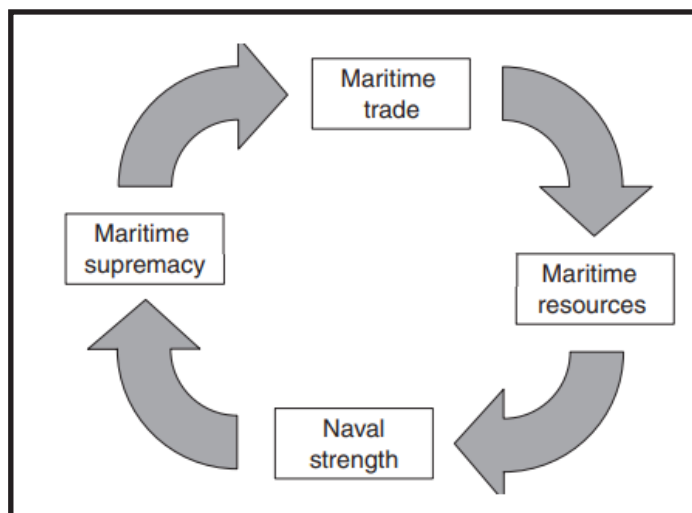 Maritime
trade
Maritime
resources
Naval
strength
Maritime
supremacy